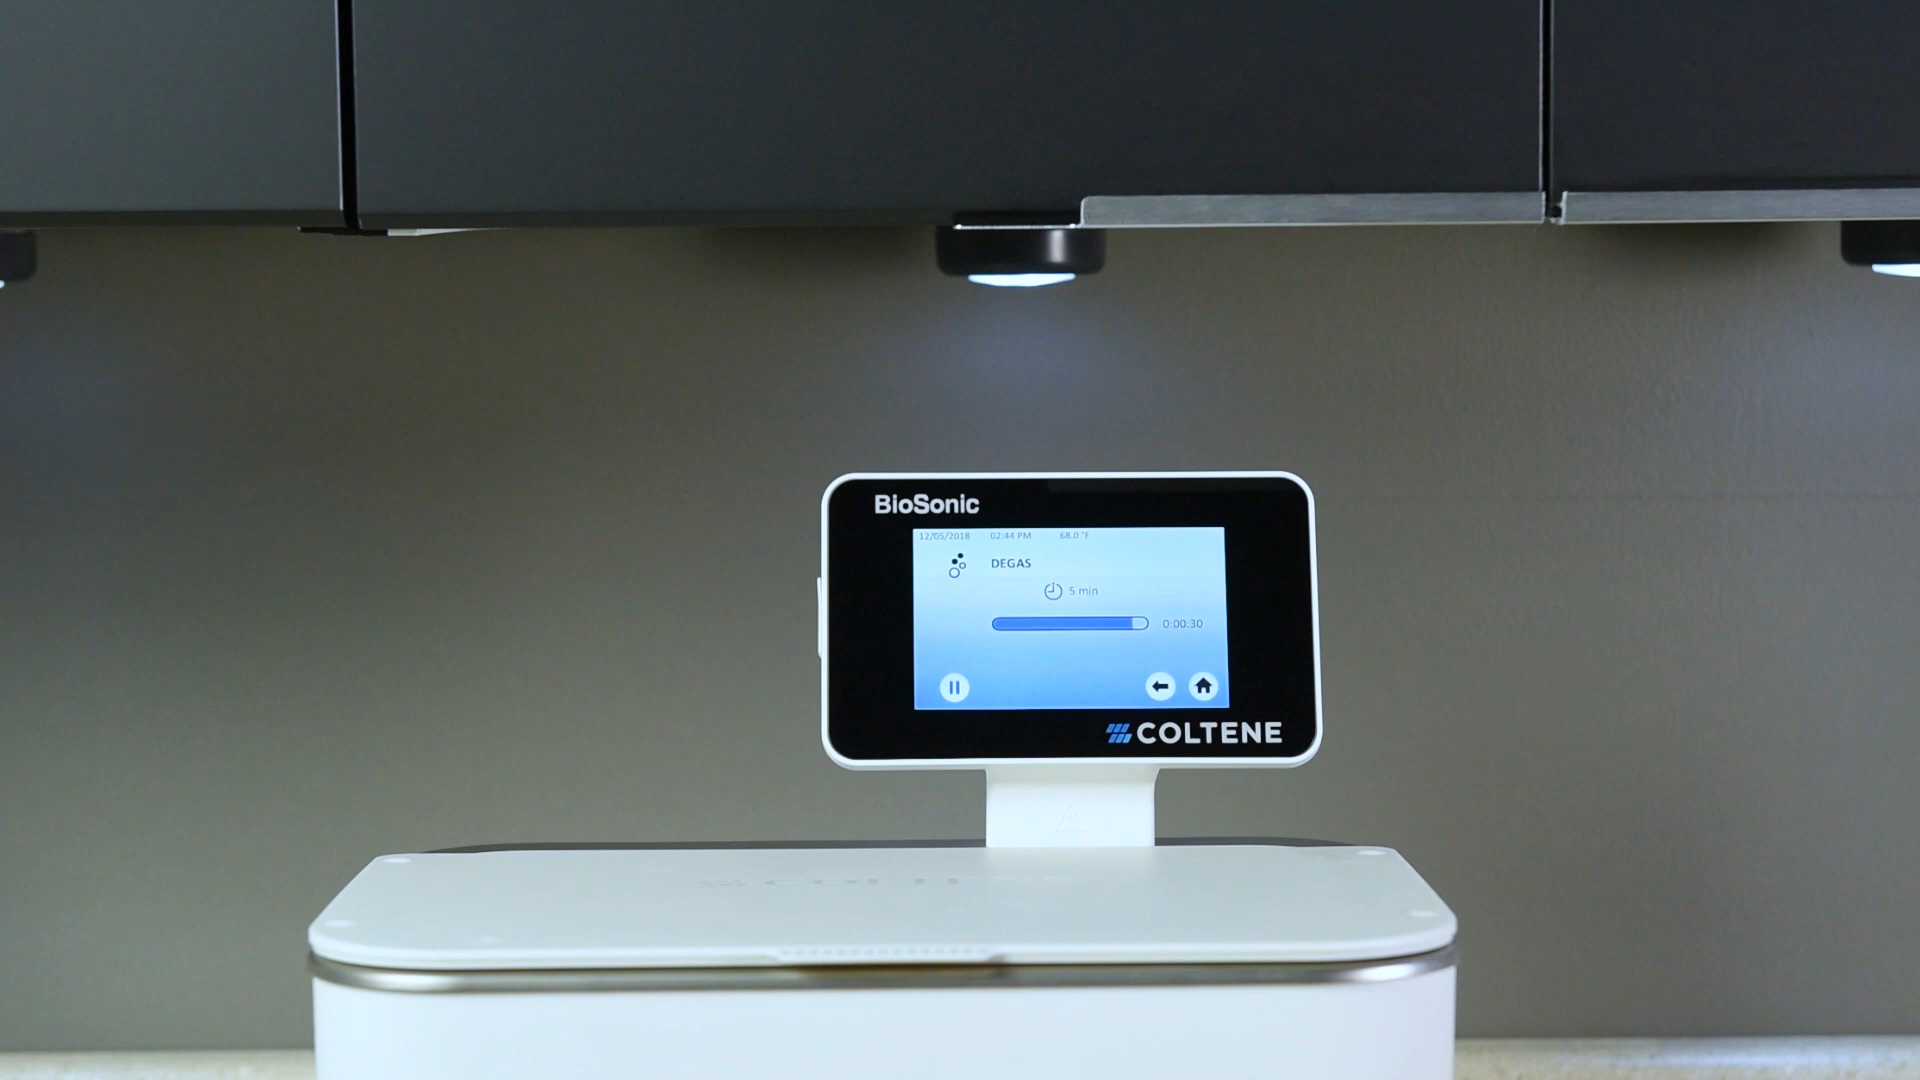 BioSonic
12/05/2018 02:44 PM 68.0 °F
DEGAS
5 min
0:00:30
COLTENE